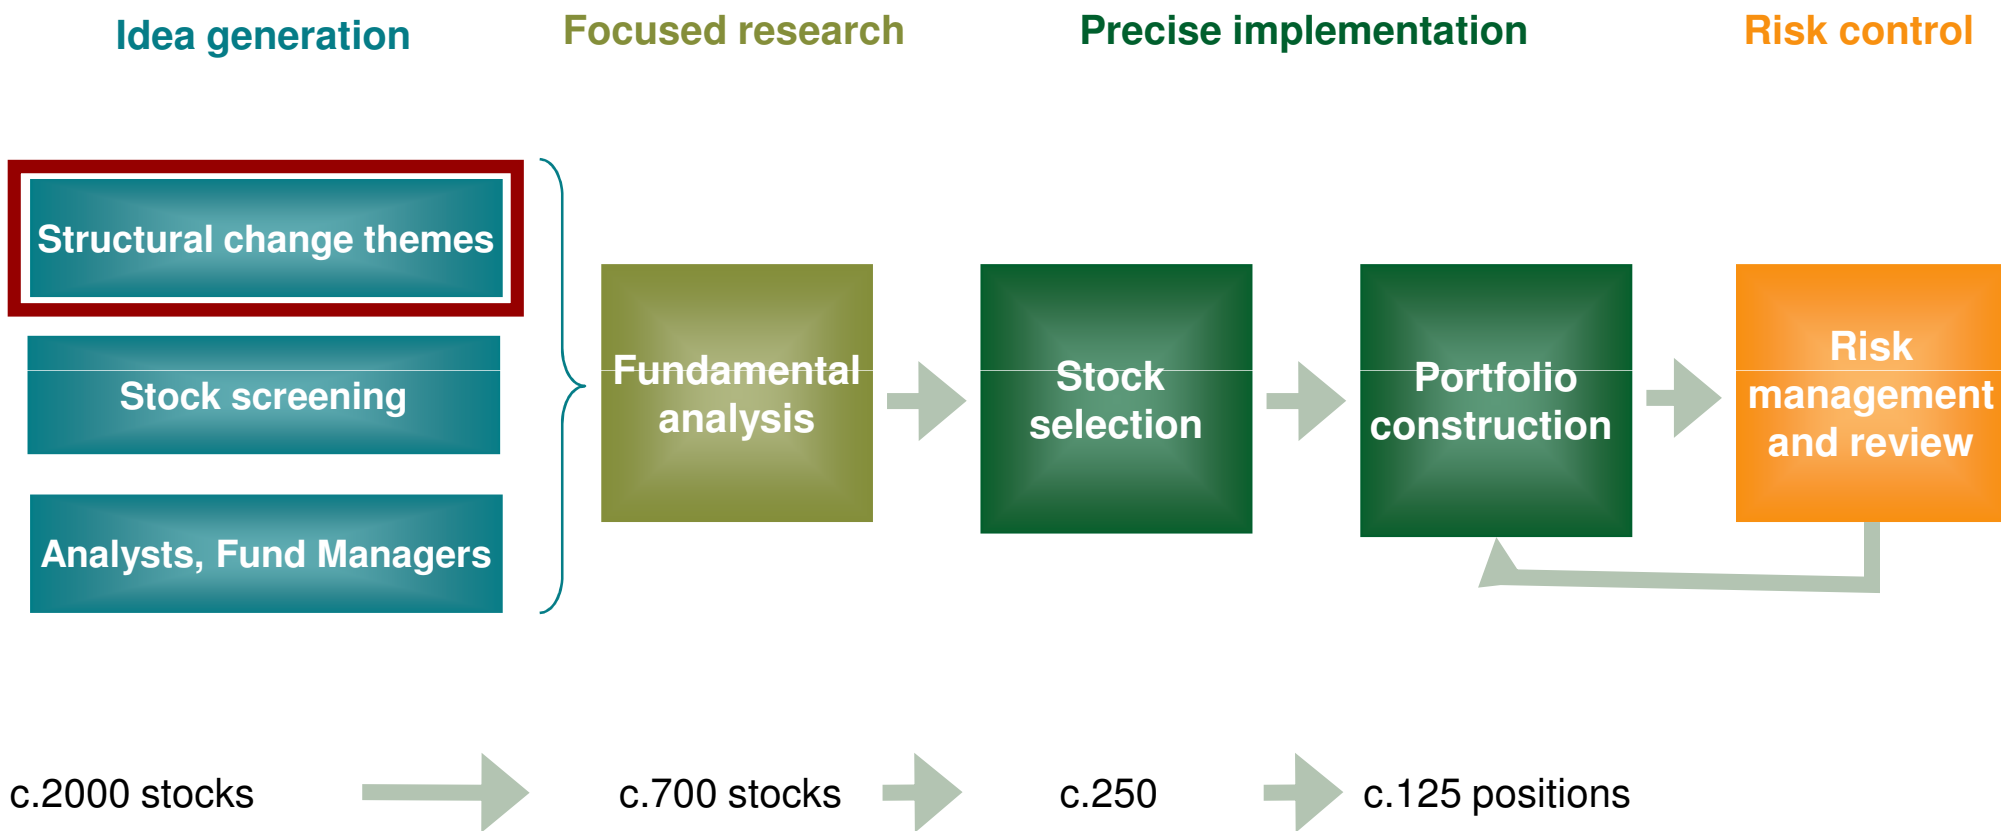 Idea generation
Focused research
Precise implementation
Risk control
Structural change themes
Stock screening
Analysts, Fund Managers
Fundamental
analysis
Stock
selection
Portfolio
construction
Risk
management
and review
c.2000 stocks
c.700 stocks
c.250
c.125 positions